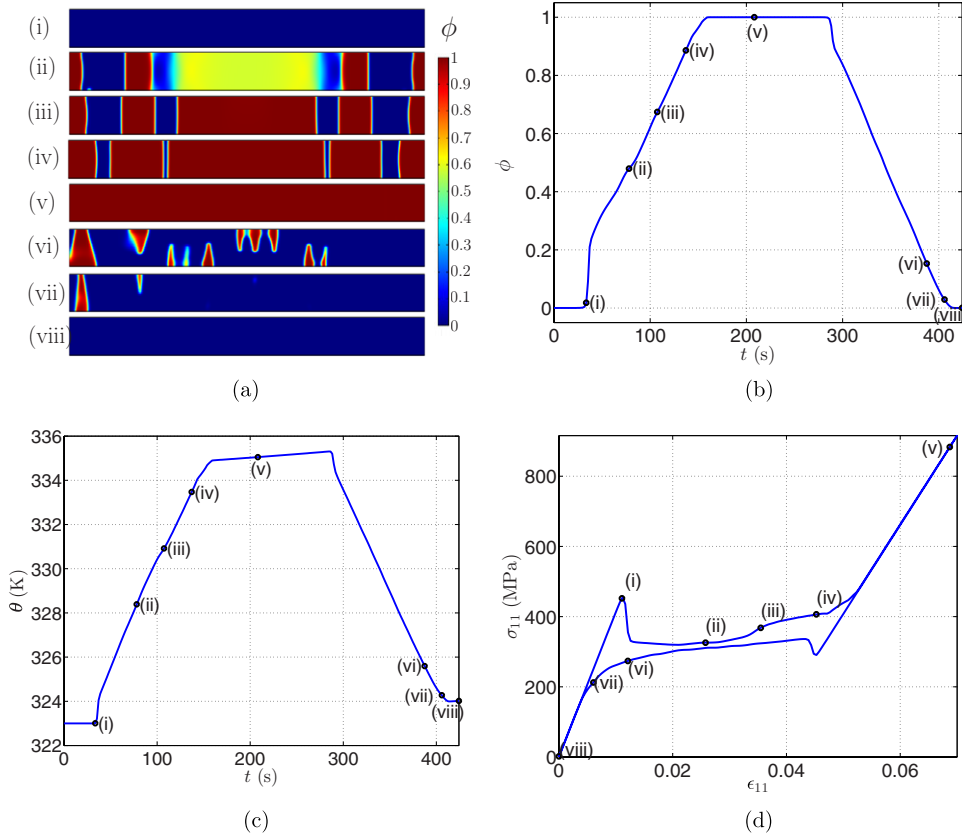 (i)
(ii)
(iii)
(iv)
(v)
(vi)
(vii)
(viii)
ϕ
1
0.9
0.8
0.7
0.6
0.5
0.4
0.3
0.2
0.1
0
(a)
1
0.8
0.6
0.4
0.2
0
ϕ
(i)
(ii)
(iii)
(iv)
(v)
(vi)
(vii)
(viii)
0 100 200 300 400
t (s)
(b)
336
334
332
330
328
326
324
322
θ (K)
(i)
(ii)
(iii)
(iv)
(v)
(vi)
(vii)
(viii)
0 100 200 300 400
t (s)
(c)
800
600
400
200
0
σ11 (MPa)
(i)
(ii)
(iii)
(iv)
(v)
(vi)
(vii)
(viii)
0 0.02 0.04 0.06
ϵ11
(d)